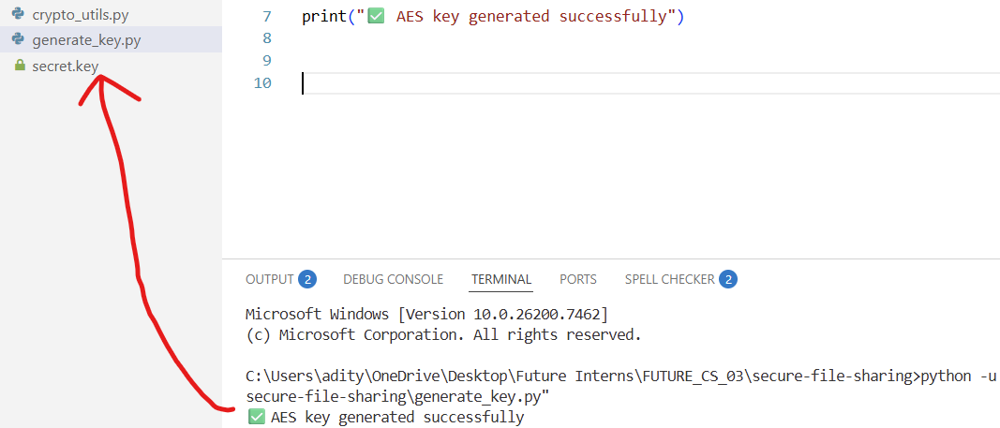 crypto_utils.py
generate_key.py
secret.key
7 print("✅ AES key generated successfully")
8
9
10
OUTPUT 2 DEBUG CONSOLE TERMINAL PORTS SPELL CHECKER 2
Microsoft Windows [Version 10.0.26200.7462]
(c) Microsoft Corporation. All rights reserved.
C:\Users\adity\OneDrive\Desktop\Future Interns\FUTURE_CS_03\secure-file-sharing>python -u
secure-file-sharing\generate_key.py"
✅ AES key generated successfully